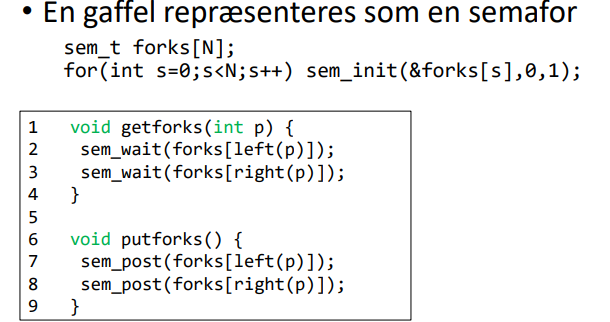 • En gaffel repræsenteres som en semafor
sem_t forks[N];
for(int s=0;s<N;s++) sem_init(&forks[s],0,1);
1 void getforks(int p) {
2 sem_wait(forks[left(p)]);
3 sem_wait(forks[right(p)]);
4 }
5
6 void putforks() {
7 sem_post(forks[left(p)]);
8 sem_post(forks[right(p)]);
9 }